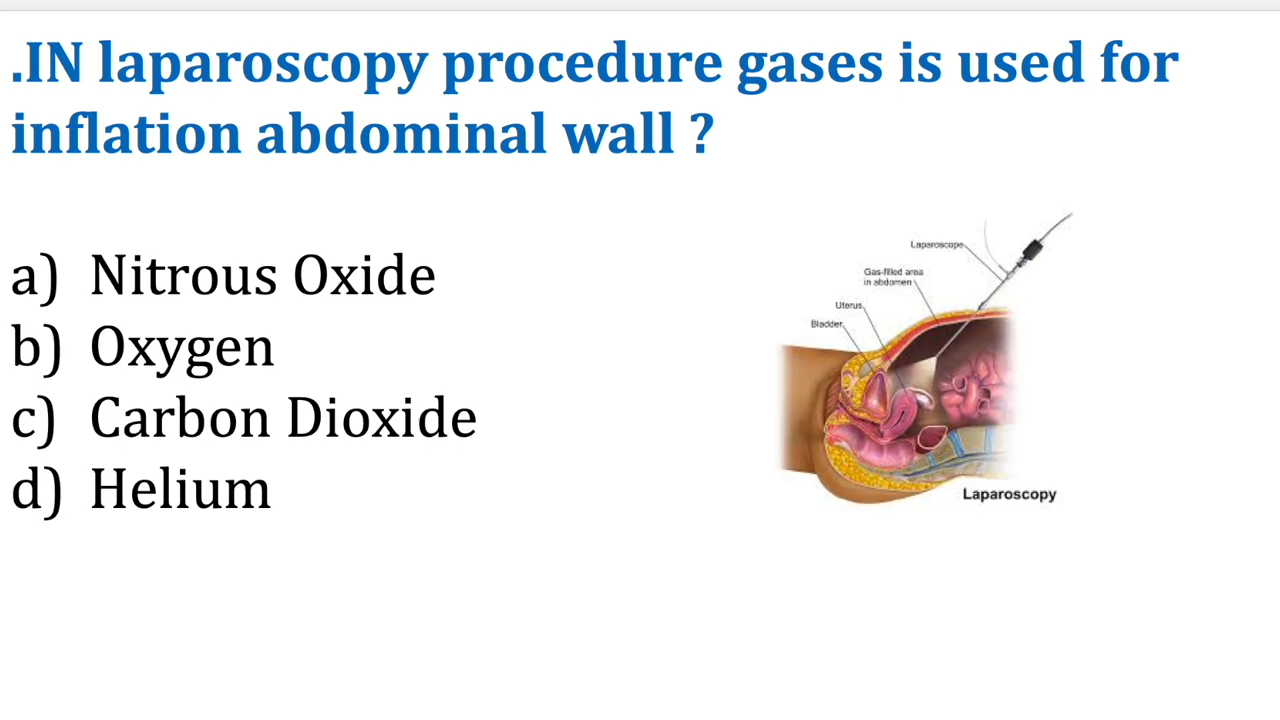 .IN laparoscopy procedure gases is used for
inflation abdominal wall ?
a) Nitrous Oxide
b) Oxygen
c) Carbon Dioxide
d) Helium
Laparoscope
Gas-filled area
in abdomen
Uterus
Bladder
Laparoscopy